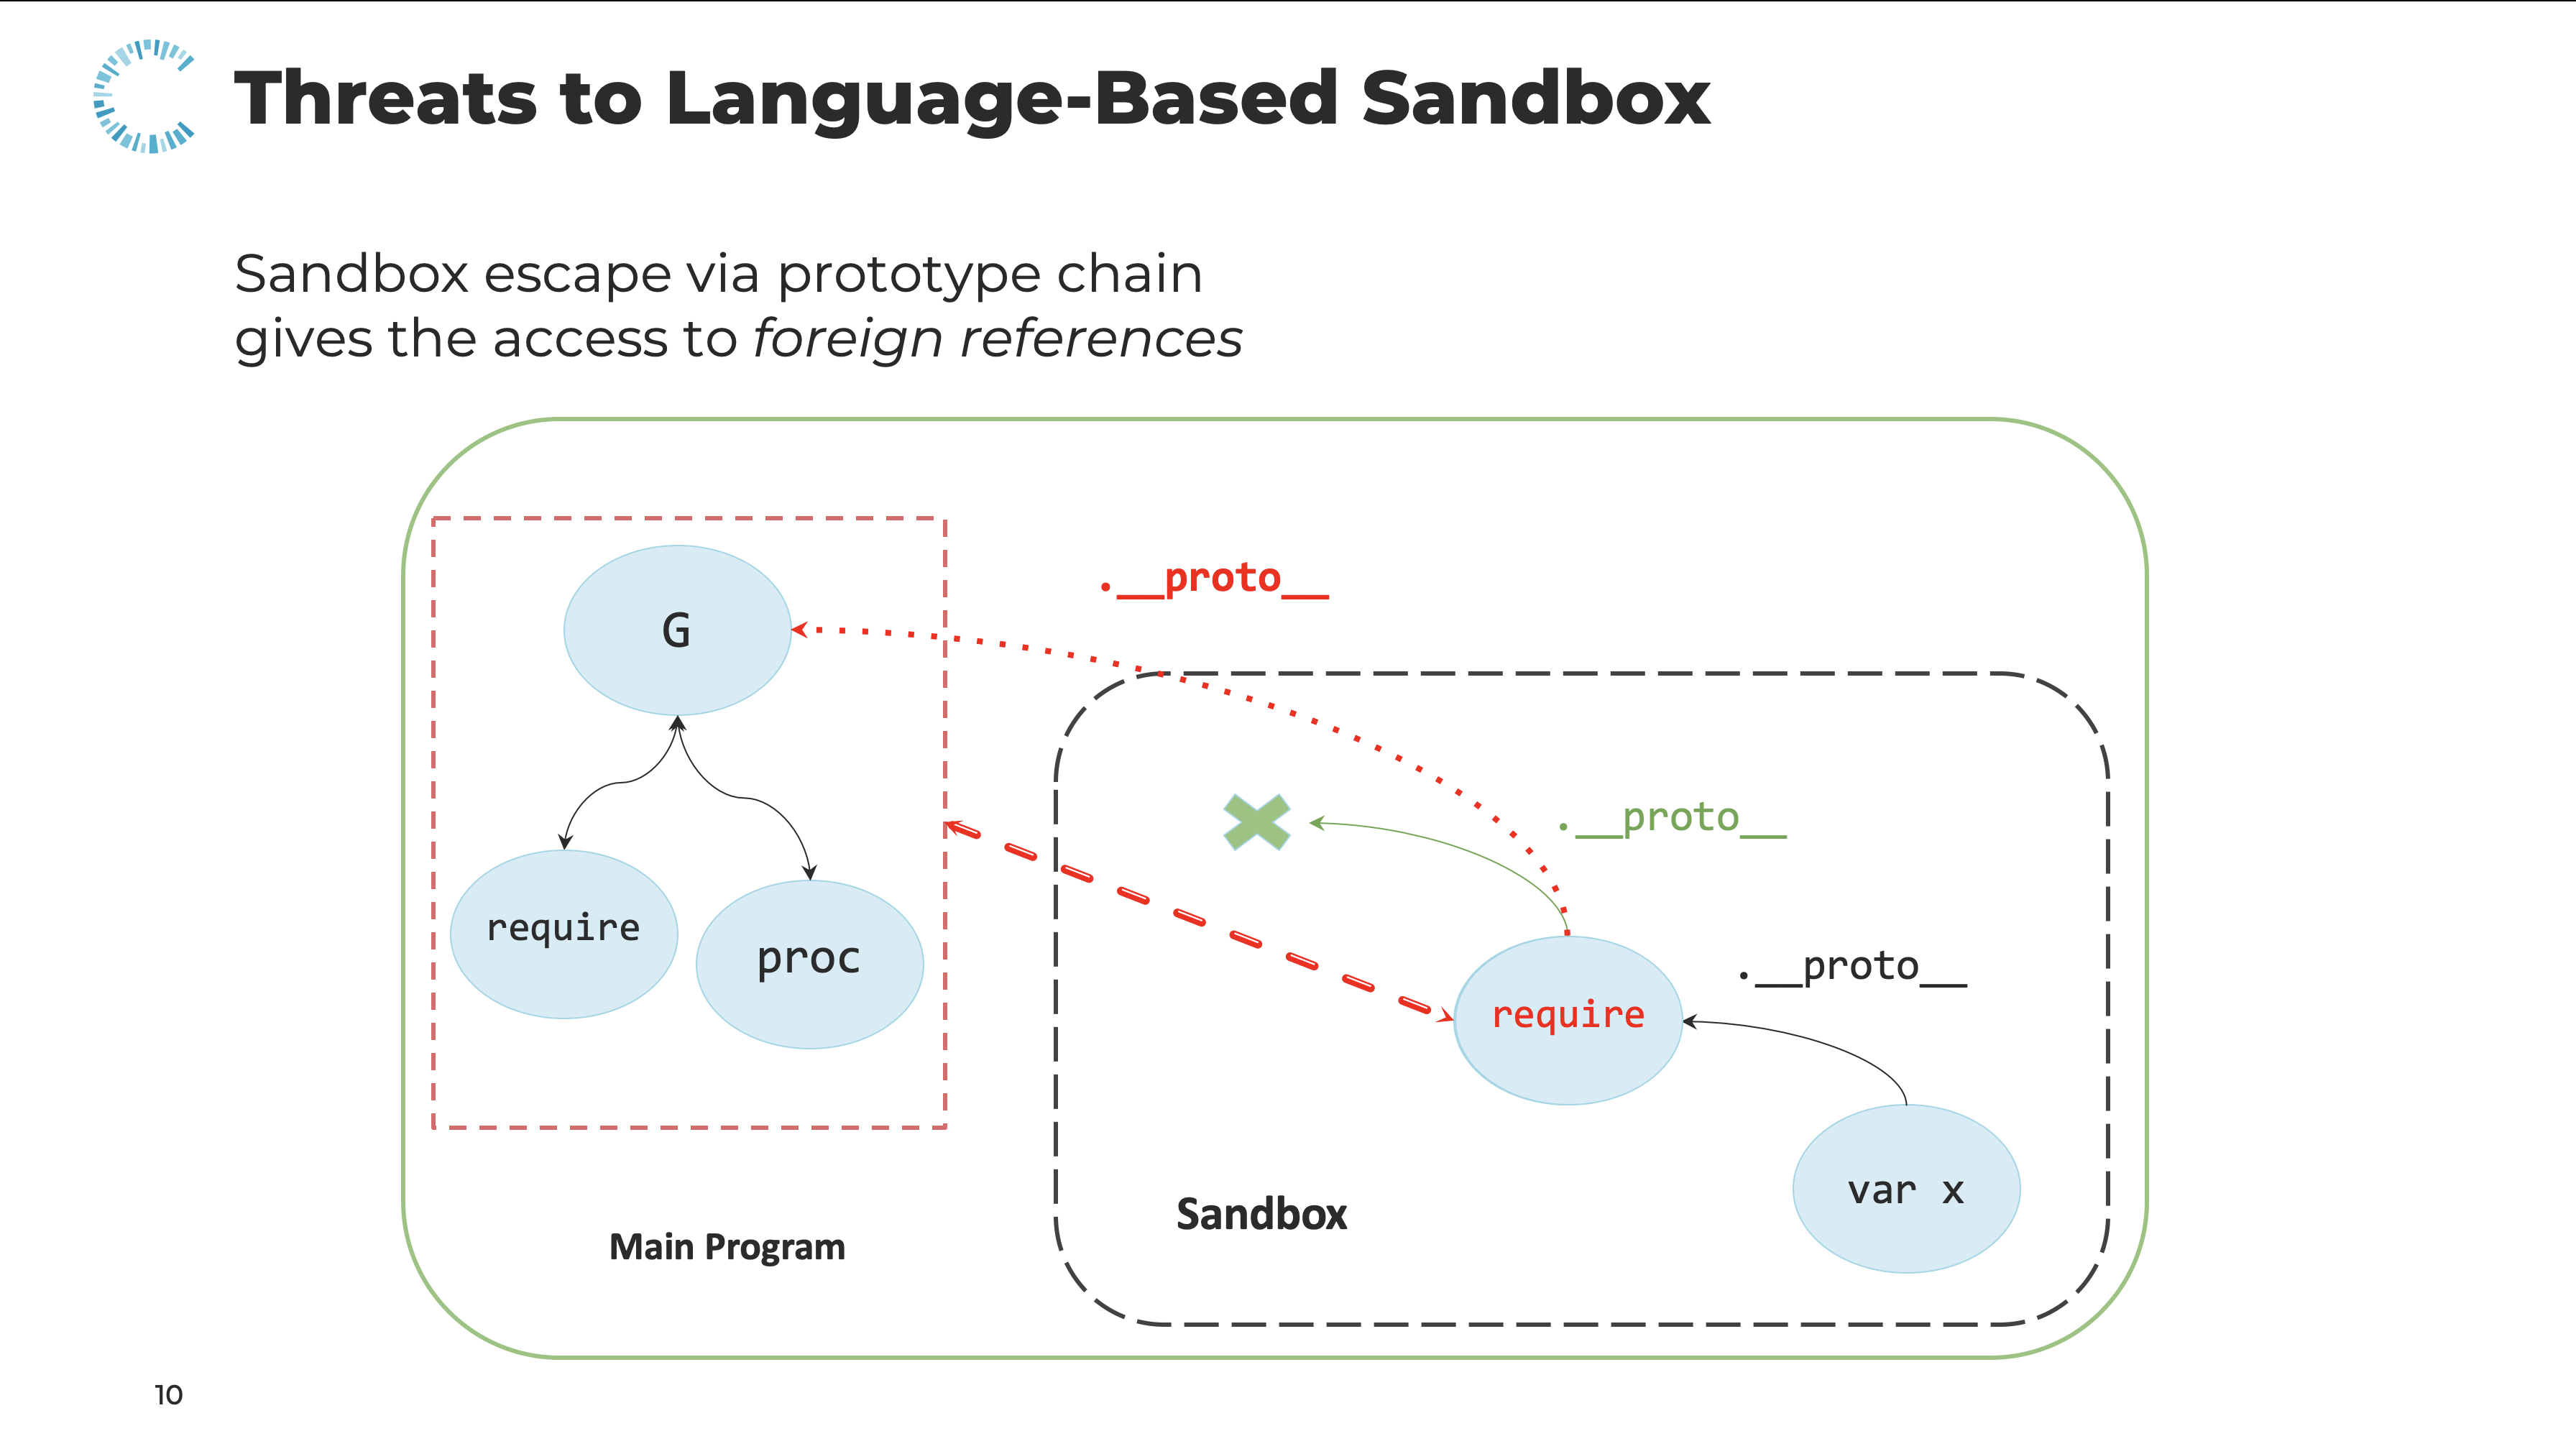 Threats to Language-Based Sandbox
Sandbox escape via prototype chain
gives the access to foreign references
.__proto__
G
.__proto__
require
proc
.__proto__
require
var x
Sandbox
Main Program
10